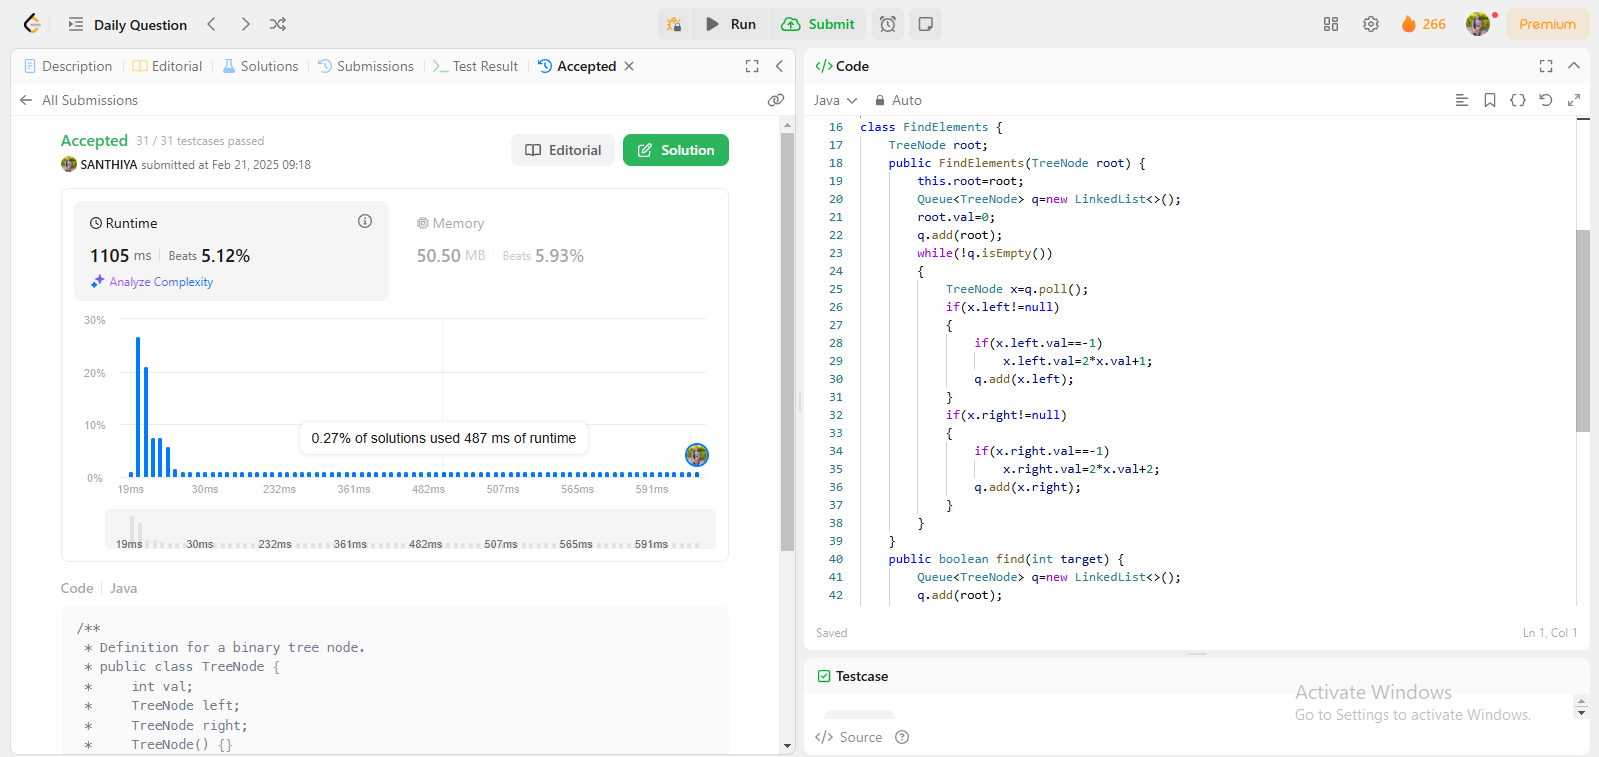 Daily Question
Run
Submit
266
Premium
Description
Editorial
Solutions
Submissions
Test Result
Accepted
All Submissions
Accepted 31 / 31 testcases passed
SANTHIYA submitted at Feb 21, 2025 09:18
Editorial
Solution
Runtime
1105 ms Beats 5.12%
Analyze Complexity
Memory
50.50 MB Beats 5.93%
30%
20%
10%
0%
0.27% of solutions used 487 ms of runtime
19ms 30ms 232ms 361ms 482ms 507ms 565ms 591ms
19ms 30ms 232ms 361ms 482ms 507ms 565ms 591ms
Code Java
/**
* Definition for a binary tree node.
* public class TreeNode {
* int val;
* TreeNode left;
* TreeNode right;
* TreeNode() {}
</> Code
Java Auto
16 class FindElements {
17 TreeNode root;
18 public FindElements(TreeNode root) {
19 this.root=root;
20 Queue<TreeNode> q=new LinkedList<>();
21 root.val=0;
22 q.add(root);
23 while(!q.isEmpty())
24 {
25 TreeNode x=q.poll();
26 if(x.left!=null)
27 {
28 if(x.left.val==-1)
29 x.left.val=2*x.val+1;
30 q.add(x.left);
31 }
32 if(x.right!=null)
33 {
34 if(x.right.val==-1)
35 x.right.val=2*x.val+2;
36 q.add(x.right);
37 }
38 }
39 }
40 public boolean find(int target) {
41 Queue<TreeNode> q=new LinkedList<>();
42 q.add(root);
Saved
Ln 1, Col 1
Testcase
Activate Windows
Go to Settings to activate Windows.
</> Source